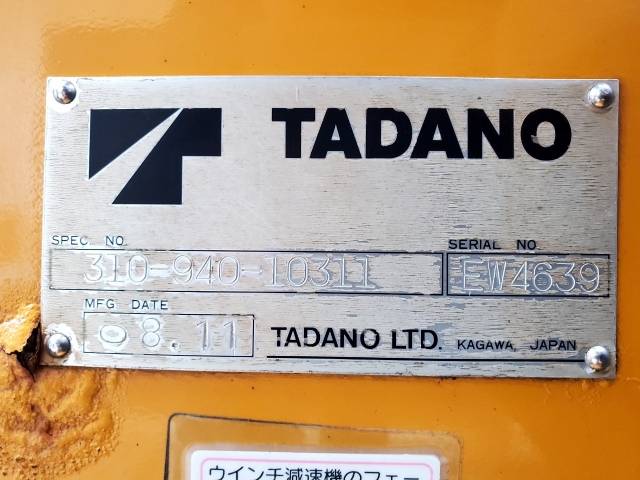 TADANO
SPEC. NO.
310-940-10311
SERIAL NO
EW4639
MFG DATE
08.11
TADANO LTD. KAGAWA, JAPAN
ウインチ減速機のフェー